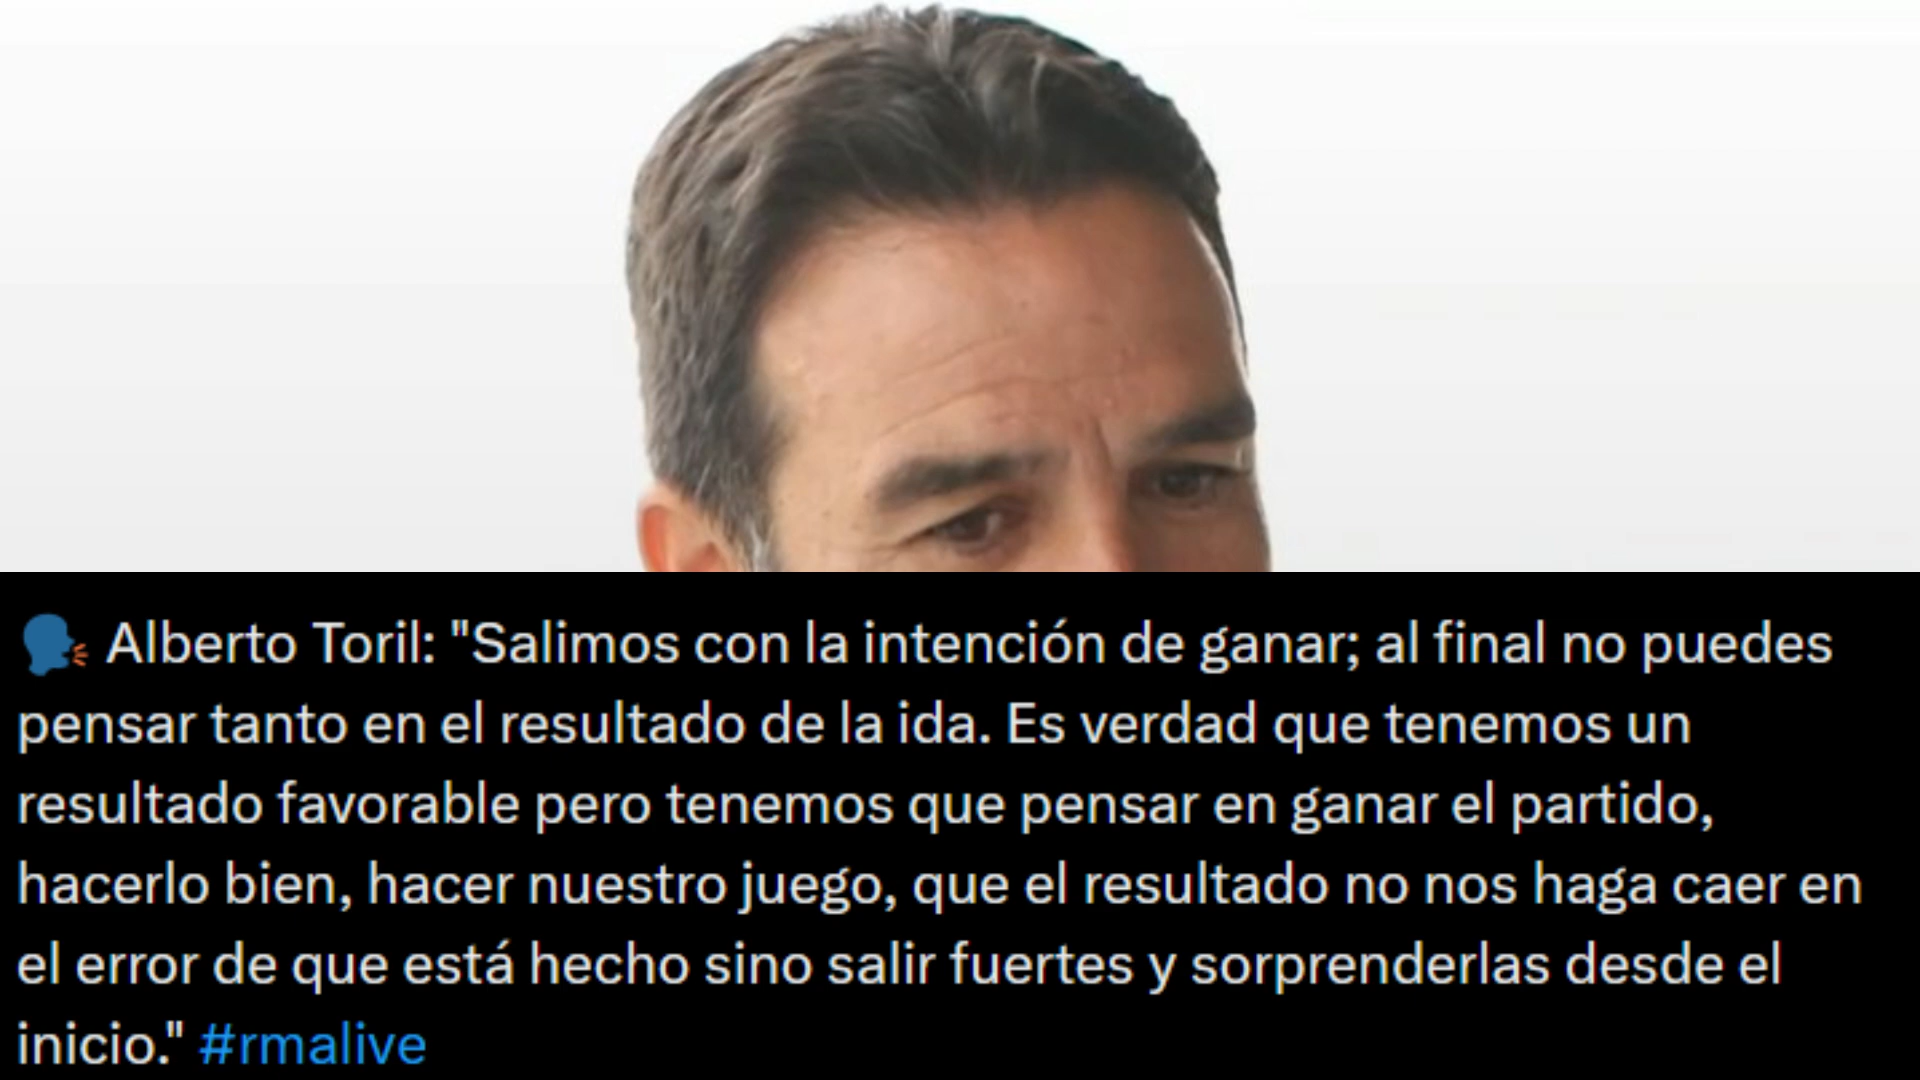 🗣 Alberto Toril: "Salimos con la intención de ganar; al final no puedes
pensar tanto en el resultado de la ida. Es verdad que tenemos un
resultado favorable pero tenemos que pensar en ganar el partido,
hacerlo bien, hacer nuestro juego, que el resultado no nos haga caer en
el error de que está hecho sino salir fuertes y sorprenderlas desde el
inicio." #rmalive